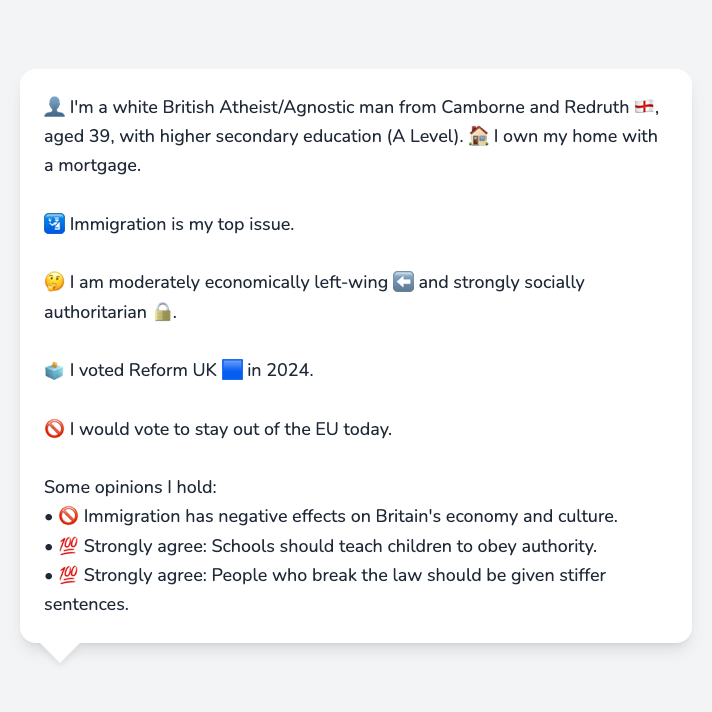 👤 I'm a white British Atheist/Agnostic man from Camborne and Redruth 🏴󠁧󠁢󠁥󠁮󠁧󠁿,
aged 39, with higher secondary education (A Level). 🏠 I own my home with
a mortgage.
🛂 Immigration is my top issue.
🤔 I am moderately economically left-wing ⬅️ and strongly socially
authoritarian 🔒.
🗳️ I voted Reform UK 🟦 in 2024.
🚫 I would vote to stay out of the EU today.
Some opinions I hold:
• 🚫 Immigration has negative effects on Britain's economy and culture.
• 💯 Strongly agree: Schools should teach children to obey authority.
• 💯 Strongly agree: People who break the law should be given stiffer
sentences.